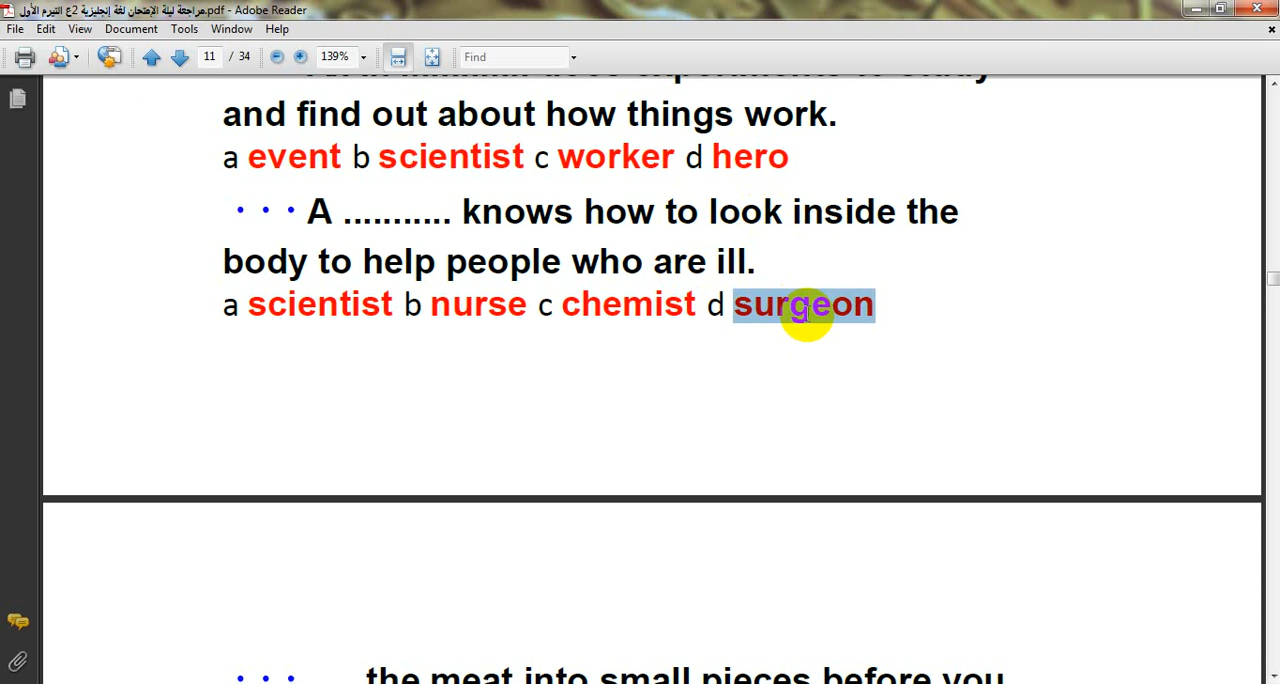 مراجعة ليلة الإمتحان لغة إنجليزية 2ع التيرم الأول.pdf - Adobe Reader
File Edit View Document Tools Window Help
11 / 34 139% Find
and find out about how things work.
a event b scientist c worker d hero
• • • A ........... knows how to look inside the
body to help people who are ill.
a scientist b nurse c chemist d surgeon
• • • the meat into small pieces before you